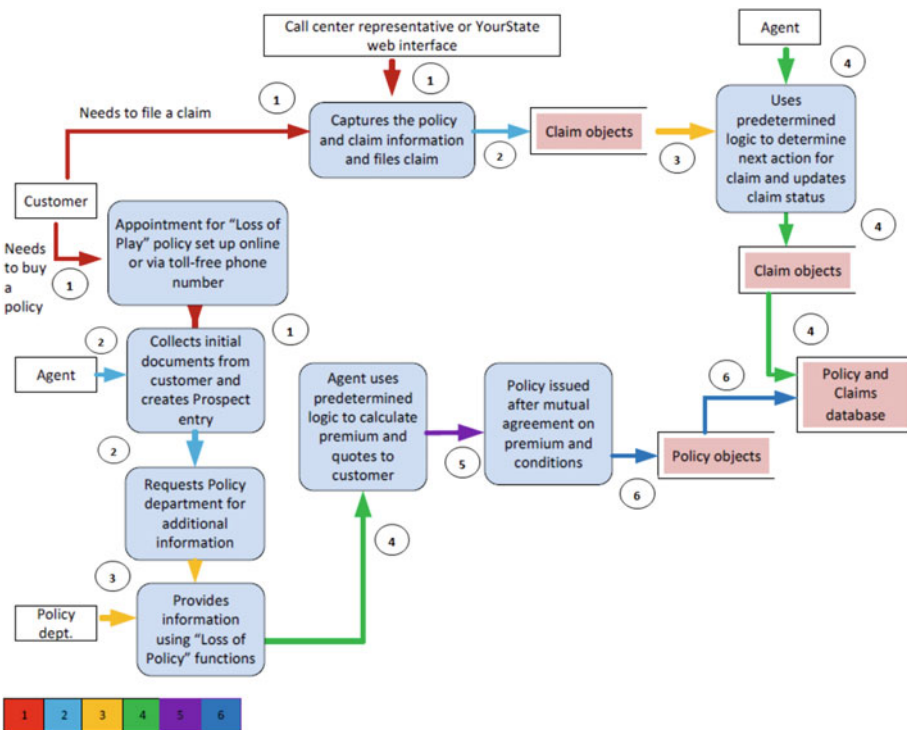 Call center representative or YourState
web interface
Agent
1
1
4
Needs to file a claim
Captures the policy
and claim information
and files claim
2
Claim objects
3
Uses
predetermined
logic to determine
next action for
claim and updates
claim status
Customer
Needs
to buy
a
policy
1
Appointment for “Loss of
Play” policy set up online
or via toll-free phone
number
4
Claim objects
1
2
Agent
Collects initial
documents from
customer and
creates Prospect
entry
4
Agent uses
predetermined
logic to calculate
premium and
quotes to
customer
5
Policy issued
after mutual
agreement on
premium and
conditions
6
Policy and
Claims
database
6
Policy objects
2
Requests Policy
department for
additional
information
4
3
Policy
dept.
Provides
information
using “Loss of
Policy” functions
1 2 3 4 5 6